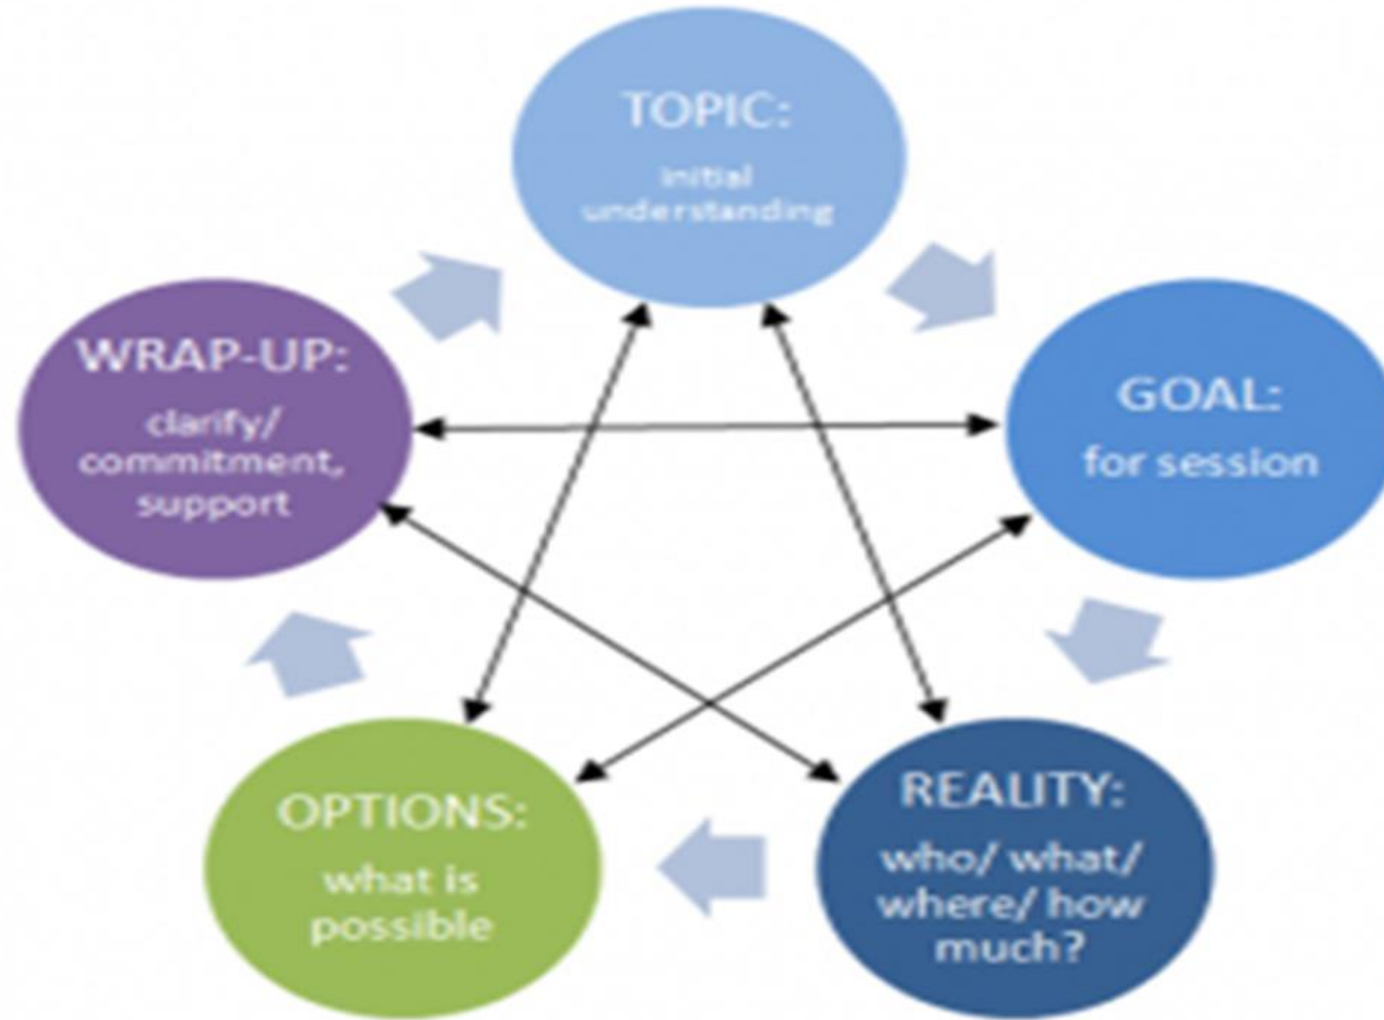 TOPIC:
initial
understanding
GOAL:
for session
REALITY:
who/ what/
where/ how
much?
OPTIONS:
what is
possible
WRAP-UP:
clarify/
commitment,
support